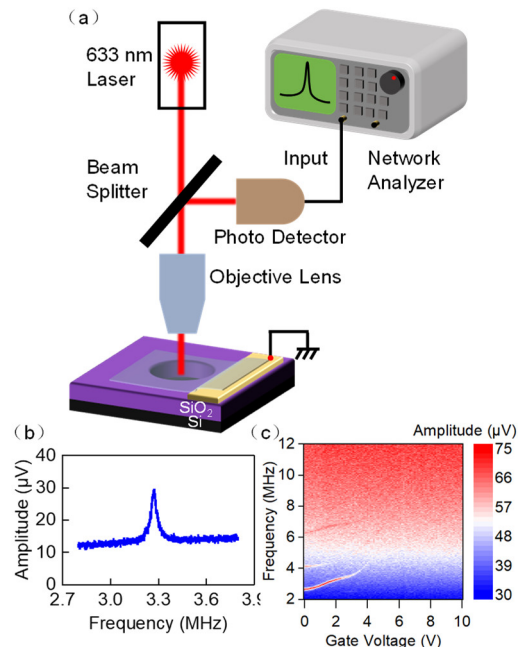 （a）
633 nm
Laser
Beam
Splitter
Input
Network
Analyzer
Photo Detector
Objective Lens
SiO2
Si
（b）
Amplitude (μV)
40
30
20
10
0
2.7 3.0 3.3 3.6 3.9
Frequency (MHz)
（c）
Amplitude (μV)
Frequency (MHz)
12
10
8
6
4
2
0 2 4 6 8 10
Gate Voltage (V)
75
66
57
48
39
30